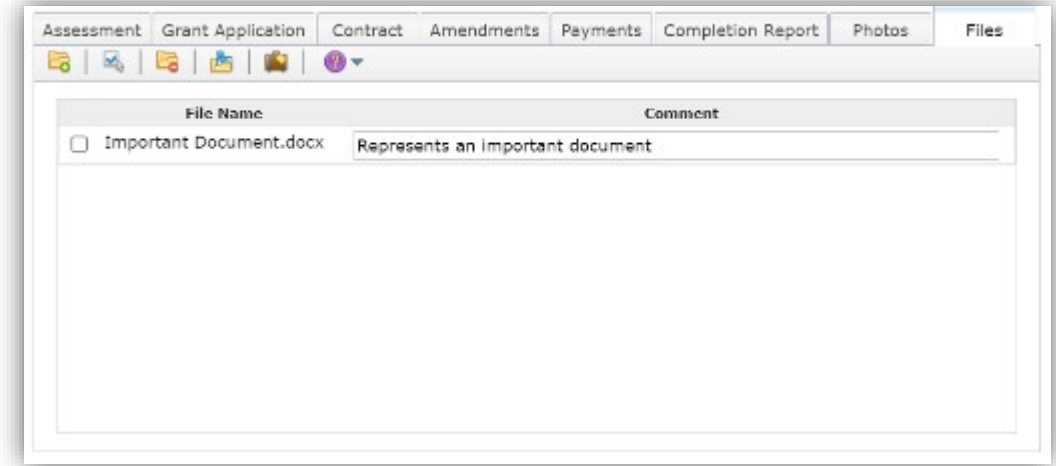 Assessment Grant Application Contract Amendments Payments Completion Report Photos Files
?
File Name Comment
Important Document.docx Represents an important document